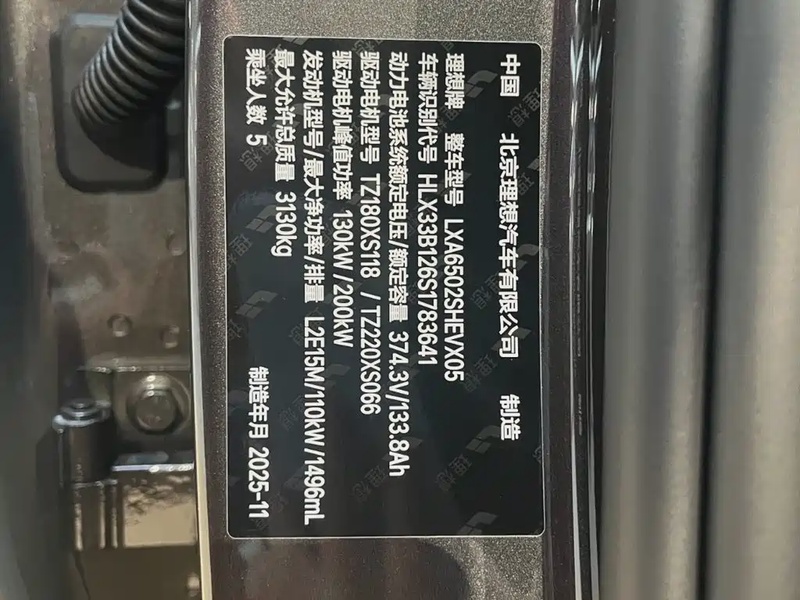 中国 北京理想汽车有限公司 制造
理想牌 整车型号 LXA6502SHEVX05
车辆识别代号 HLX33B126S1783641
动力电池系统额定电压/额定容量 374.3V/133.8Ah
驱动电机型号 TZ180XS118 / TZ220XS066
驱动电机峰值功率 130kW/200kW
发动机型号/最大净功率/排量 L2E15M/110kW/1496mL
最大允许总质量 3130kg
乘坐人数 5 制造年月 2025-11